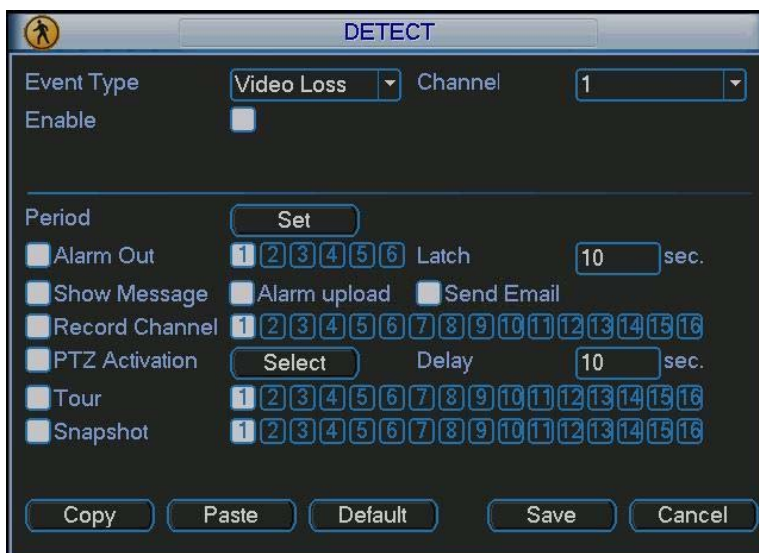 DETECT
Event Type Video Loss Channel 1
Enable
Period Set
Alarm Out 1 2 3 4 5 6 Latch 10 sec.
Show Message Alarm upload Send Email
Record Channel 1 2 3 4 5 6 7 8 9 10 11 12 13 14 15 16
PTZ Activation Select Delay 10 sec.
Tour 1 2 3 4 5 6 7 8 9 10 11 12 13 14 15 16
Snapshot 1 2 3 4 5 6 7 8 9 10 11 12 13 14 15 16
Copy Paste Default Save Cancel